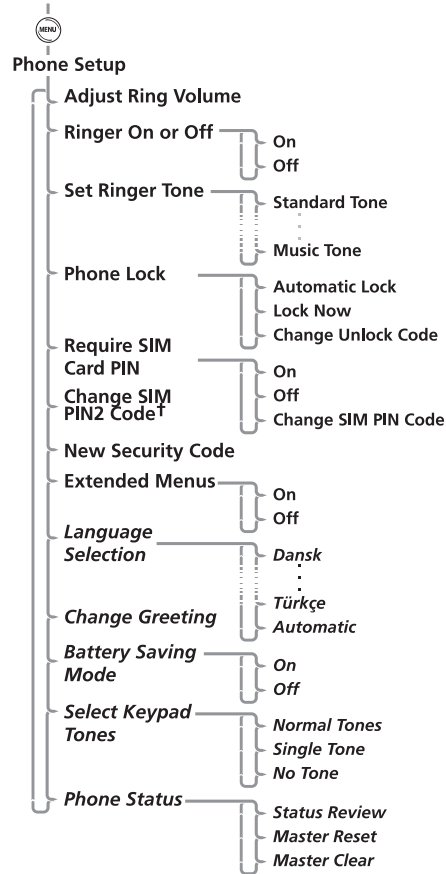 MENU
Phone Setup
Adjust Ring Volume
Ringer On or Off
On
Off
Set Ringer Tone
Standard Tone
Music Tone
Phone Lock
Automatic Lock
Lock Now
Change Unlock Code
Require SIM
Card PIN
On
Off
Change SIM PIN Code
Change SIM
PIN2 Code†
New Security Code
Extended Menus
On
Off
Language
Selection
Dansk
Türkçe
Automatic
Change Greeting
Battery Saving
Mode
On
Off
Select Keypad
Tones
Normal Tones
Single Tone
No Tone
Phone Status
Status Review
Master Reset
Master Clear